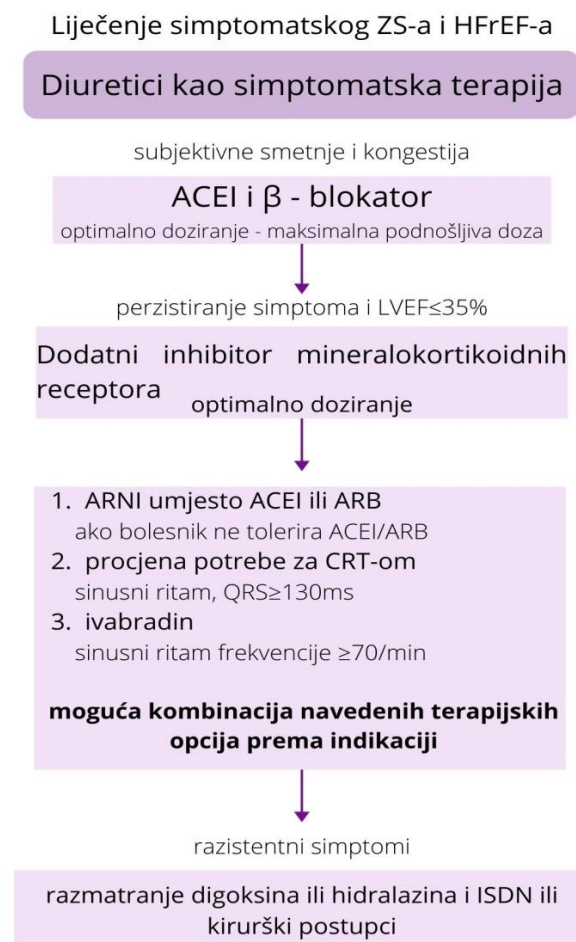 Liječenje simptomatskog ZS-a i HFrEF-a
Diuretici kao simptomatska terapija
subjektivne smetnje i kongestija
ACEI i β - blokator
optimalno doziranje - maksimalna podnošljiva doza
perzistiranje simptoma i LVEF≤35%
Dodatni inhibitor mineralokortikoidnih
receptora
optimalno doziranje
1. ARNI umjesto ACEI ili ARB
ako bolesnik ne tolerira ACEI/ARB
2. procjena potrebe za CRT-om
sinusni ritam, QRS≥130ms
3. ivabradin
sinusni ritam frekvencije ≥70/min
moguća kombinacija navedenih terapijskih
opcija prema indikaciji
razistentni simptomi
razmatranje digoksina ili hidralazina i ISDN ili
kirurški postupci